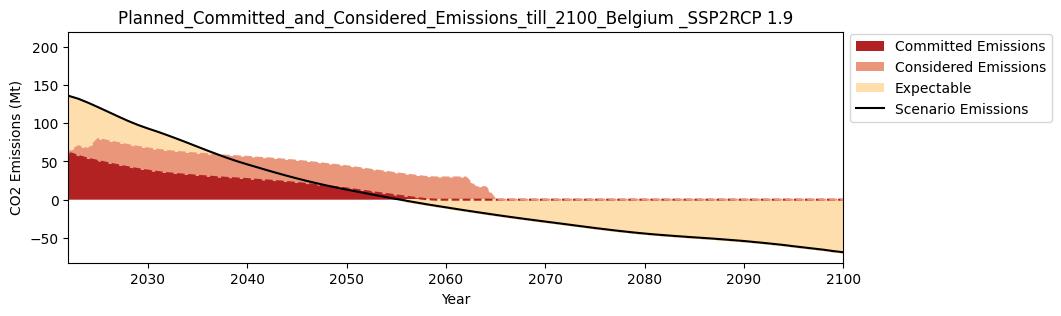 Planned_Committed_and_Considered_Emissions_till_2100_Belgium _SSP2RCP 1.9
CO2 Emissions (Mt)
200
150
100
50
0
−50
2030
2040
2050
2060
2070
2080
2090
2100
Year
Committed Emissions
Considered Emissions
Expectable
Scenario Emissions